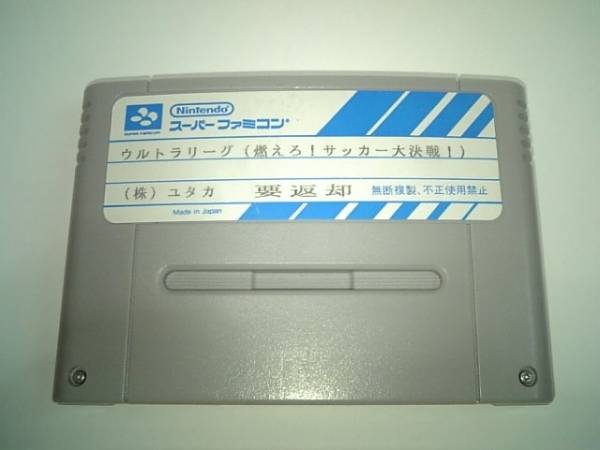 Nintendo
スーパーファミコン
SUPER FAMICOM
ウルトラリーグ(燃えろ!サッカー大決戦!)
(株)ユタカ 要返却 無断複製、不正使用禁止
Made in Japan